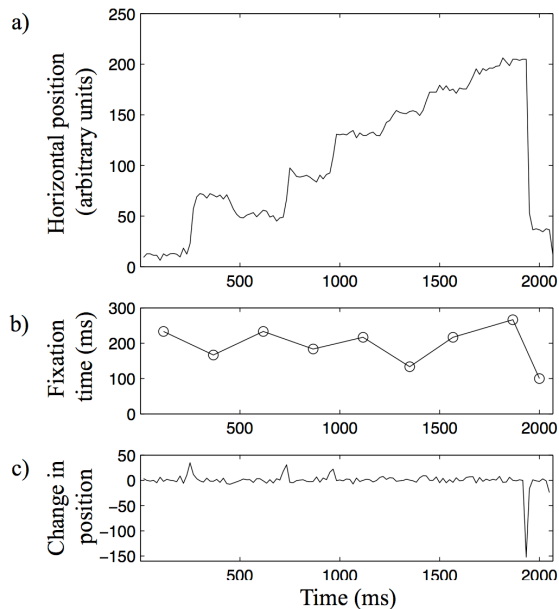 a)
Horizontal position
(arbitrary units)
250
200
150
100
50
0
500
1000
1500
2000
b)
Fixation
time (ms)
300
200
100
0
500
1000
1500
2000
c)
Change in
position
50
0
−50
−100
−150
500
1000
1500
2000
Time (ms)